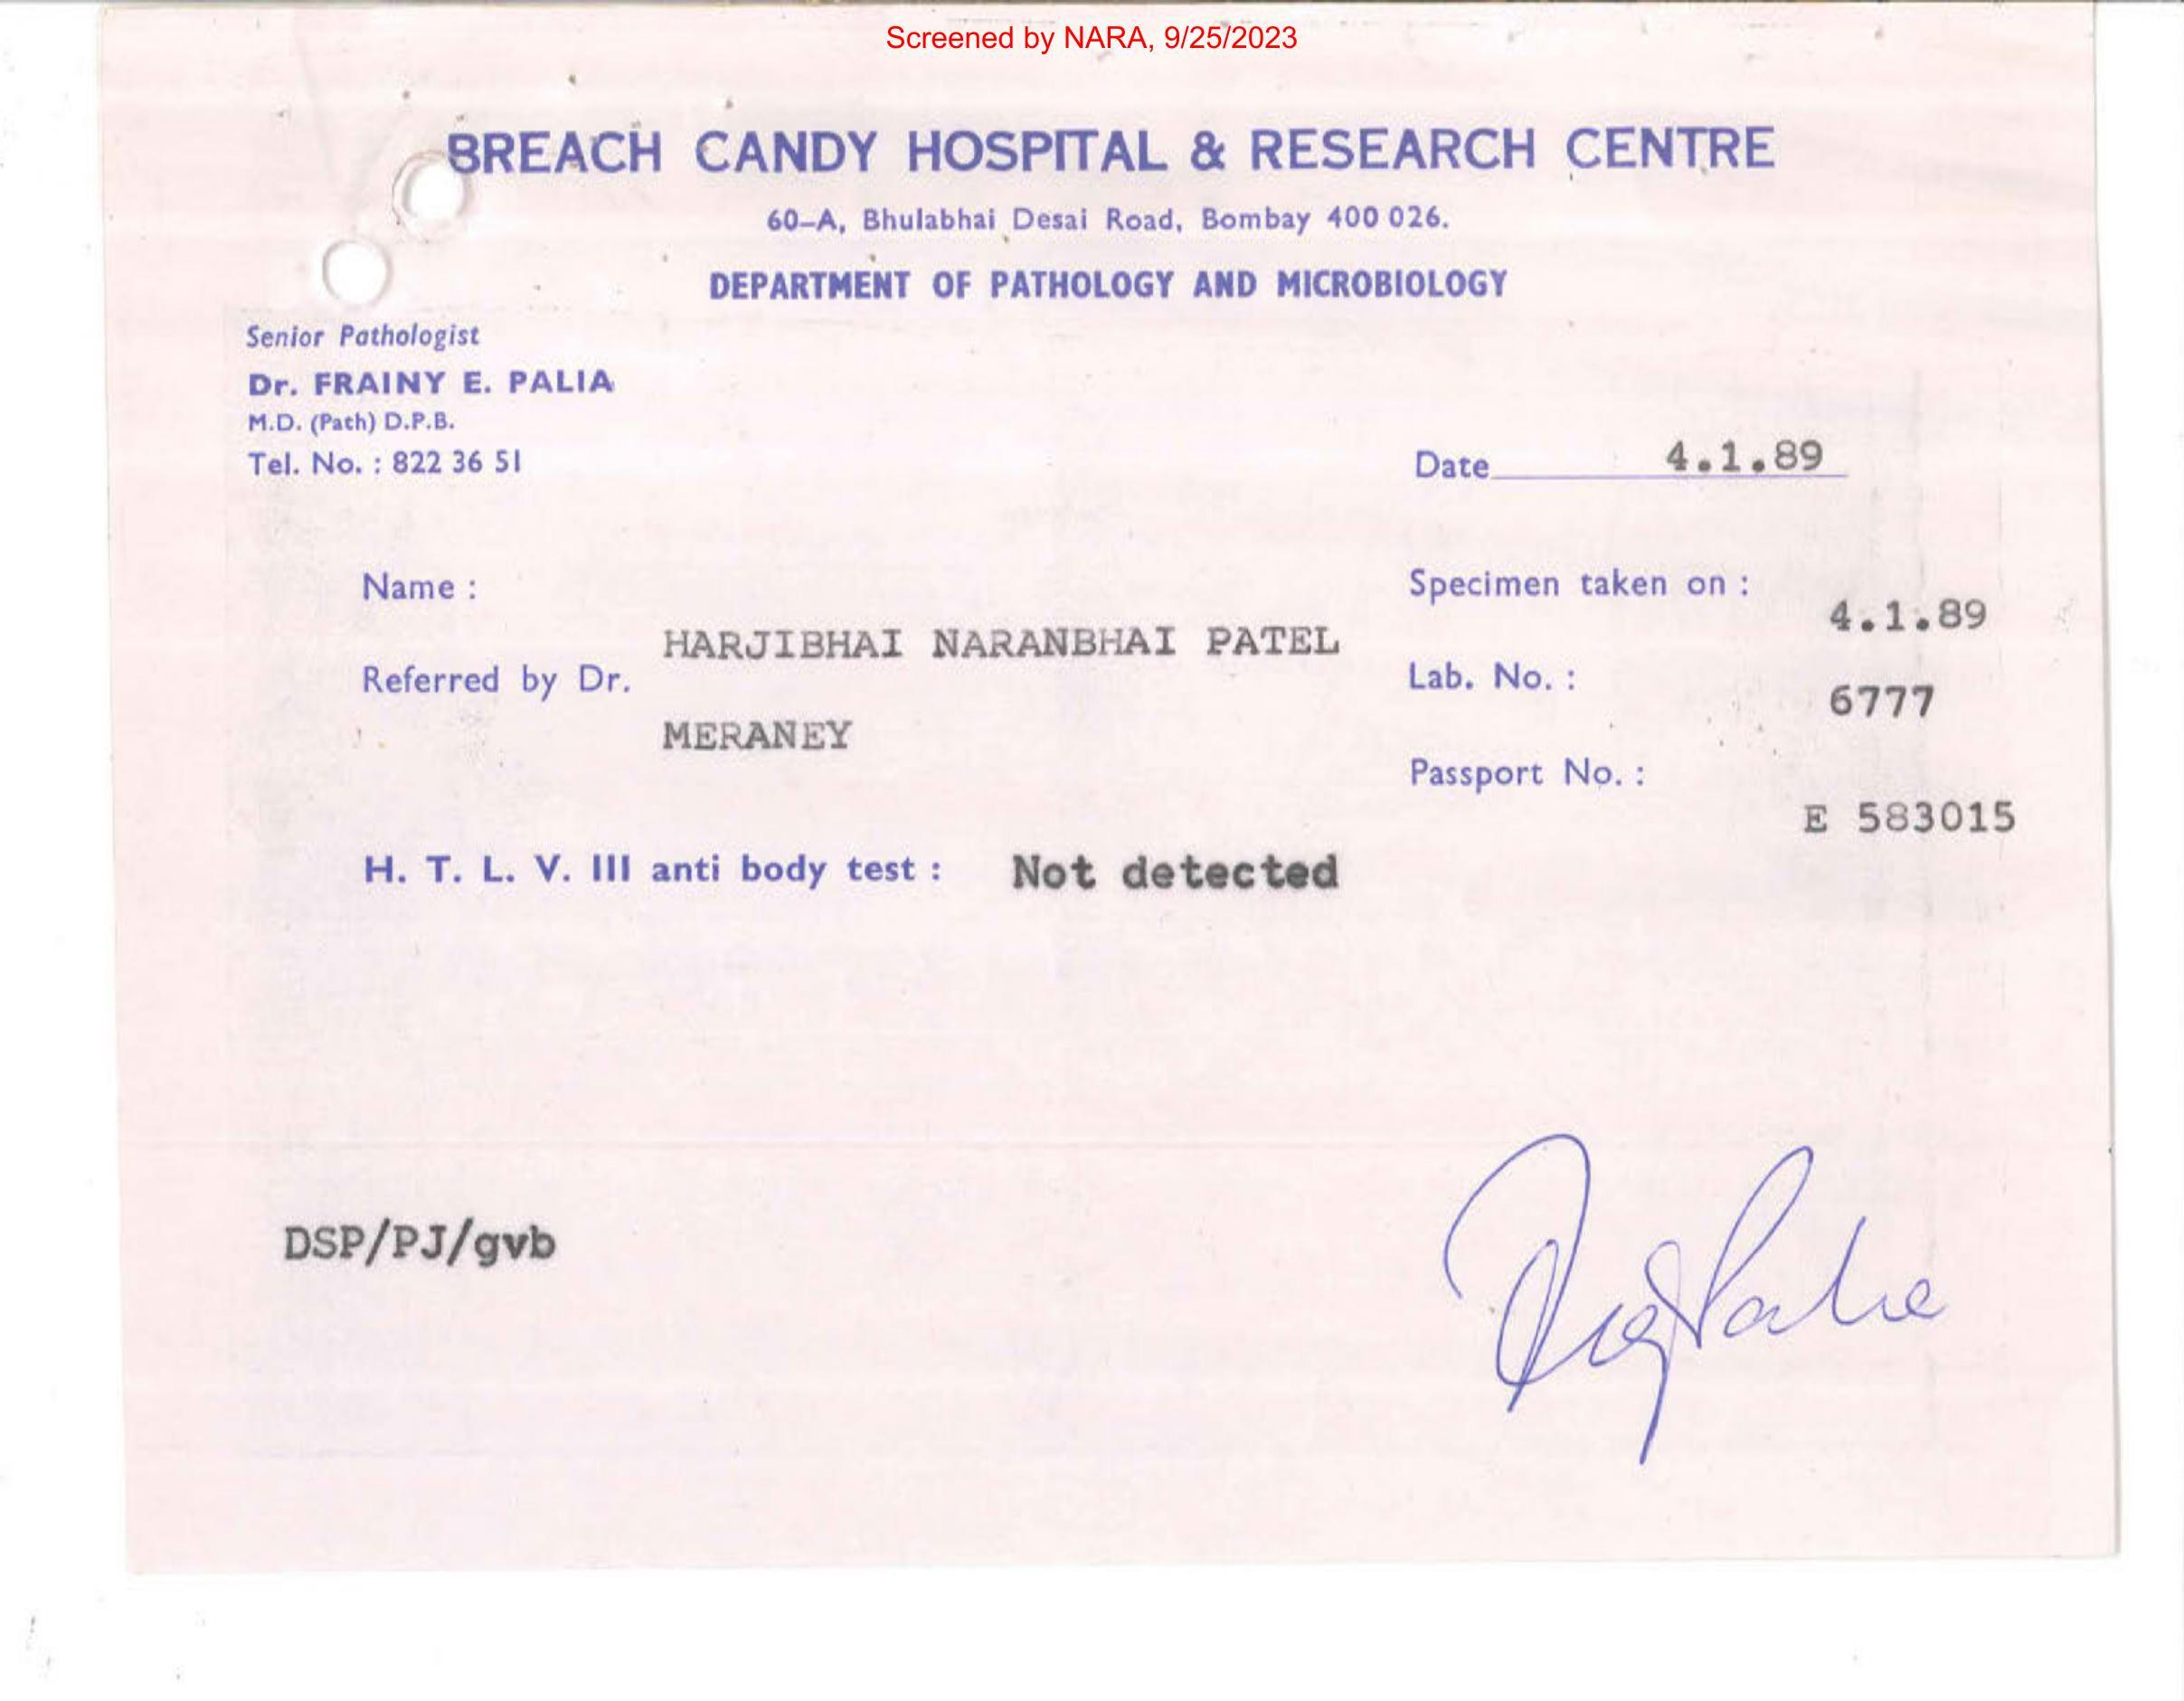 Screened by NARA, 9/25/2023
BREACH CANDY HOSPITAL & RESEARCH CENTRE
60–A, Bhulabhai Desai Road, Bombay 400 026.
DEPARTMENT OF PATHOLOGY AND MICROBIOLOGY
Senior Pathologist
Dr. FRAINY E. PALIA
M.D. (Path) D.P.B.
Tel. No. : 822 36 51
Date 4.1.89
Name :
HARJIBHAI NARANBHAI PATEL
Referred by Dr.
MERANEY
Specimen taken on :
4.1.89
Lab. No. :
6777
Passport No. :
E 583015
H. T. L. V. III anti body test : Not detected
DSP/PJ/gvb